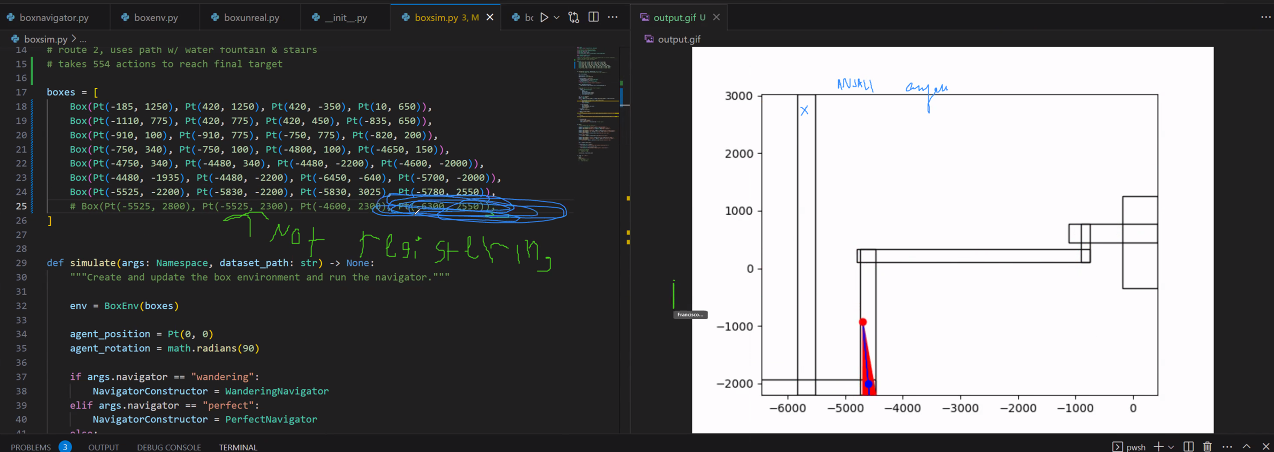 boxnavigator.py boxenv.py boxunreal.py __init__.py boxsim.py 3, M output.gif U
boxsim.py > ... output.gif
14 # route 2, uses path w/ water fountain & stairs
15 # takes 554 actions to reach final target
16
17 boxes = [
18 Box(Pt(-185, 1250), Pt(420, 1250), Pt(420, -350), Pt(10, 650)),
19 Box(Pt(-1110, 775), Pt(420, 775), Pt(420, 450), Pt(-835, 650)),
20 Box(Pt(-910, 100), Pt(-910, 775), Pt(-750, 775), Pt(-820, 200)),
21 Box(Pt(-750, 340), Pt(-750, 100), Pt(-4800, 100), Pt(-4650, 150)),
22 Box(Pt(-4750, 340), Pt(-4480, 340), Pt(-4480, -2200), Pt(-4600, -2000)),
23 Box(Pt(-4480, -1935), Pt(-4480, -2200), Pt(-6450, -640), Pt(-5700, -2000)),
24 Box(Pt(-5525, -2200), Pt(-5830, -2200), Pt(-5830, 3025), Pt(-5780, 2550)),
25 # Box(Pt(-5525, 2800), Pt(-5525, 2300), Pt(-4600, 2300), Pt(-6300, 2550)),
26 ]
27
28
29 def simulate(args: Namespace, dataset_path: str) -> None:
30 """Create and update the box environment and run the navigator."""
31
32 env = BoxEnv(boxes)
33
34 agent_position = Pt(0, 0)
35 agent_rotation = math.radians(90)
36
37 if args.navigator == "wandering":
38 NavigatorConstructor = WanderingNavigator
39 elif args.navigator == "perfect":
40 NavigatorConstructor = PerfectNavigator
Not registering
ANJALI
x
3000
2000
1000
0
-1000
-2000
-6000 -5000 -4000 -3000 -2000 -1000 0
Francisco...
PROBLEMS 3 OUTPUT DEBUG CONSOLE TERMINAL pwsh